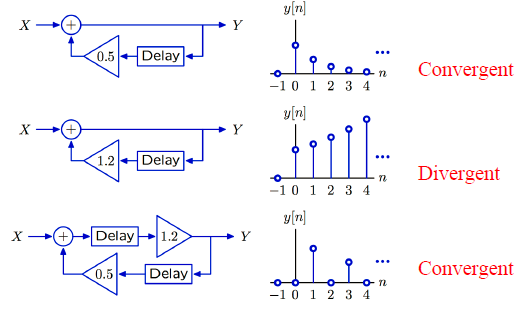 X + Y
0.5 Delay
y[n]
... n
−1 0 1 2 3 4
Convergent
X + Y
1.2 Delay
y[n]
... n
−1 0 1 2 3 4
Divergent
X + Delay 1.2 Y
0.5 Delay
y[n]
... n
−1 0 1 2 3 4
Convergent